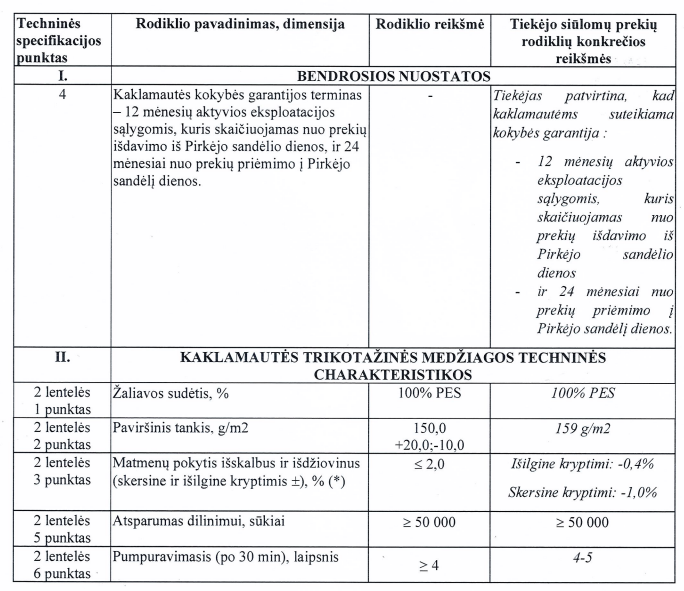 Techninės specifikacijos punktas | Rodiklio pavadinimas, dimensija | Rodiklio reikšmė | Tiekėjo siūlomų prekių rodiklių konkrečios reikšmės
I. | BENDROSIOS NUOSTATOS
4
Kaklamautės kokybės garantijos terminas
– 12 mėnesių aktyvios eksploatacijos
sąlygomis, kuris skaičiuojamas nuo prekių
išdavimo iš Pirkėjo sandėlio dienos, ir 24
mėnesiai nuo prekių priėmimo į Pirkėjo
sandėlį dienos.
-
Tiekėjas patvirtina, kad
kaklamautėms suteikiama
kokybės garantija :
- 12 mėnesių aktyvios
eksploatacijos
sąlygomis, kuris
skaičiuojamas nuo
prekių išdavimo iš
Pirkėjo sandėlio
dienos
- ir 24 mėnesiai nuo
prekių priėmimo į
Pirkėjo sandėlį dienos.
II. | KAKLAMAUTĖS TRIKOTAŽINĖS MEDŽIAGOS TECHNINĖS
CHARAKTERISTIKOS
2 lentelės
1 punktas
Žaliavos sudėtis, %
100% PES
100% PES
2 lentelės
2 punktas
Paviršinis tankis, g/m2
150,0
+20,0;-10,0
159 g/m2
2 lentelės
3 punktas
Matmenų pokytis išskalbus ir išdžiovinus
(skersine ir išilgine kryptimis ±), % (*)
≤ 2,0
Išilgine kryptimi: -0,4%
Skersine kryptimi: -1,0%
2 lentelės
5 punktas
Atsparumas dilinimui, sūkiai
≥ 50 000
≥ 50 000
2 lentelės
6 punktas
Pumpuravimasis (po 30 min), laipsnis
≥ 4
4-5